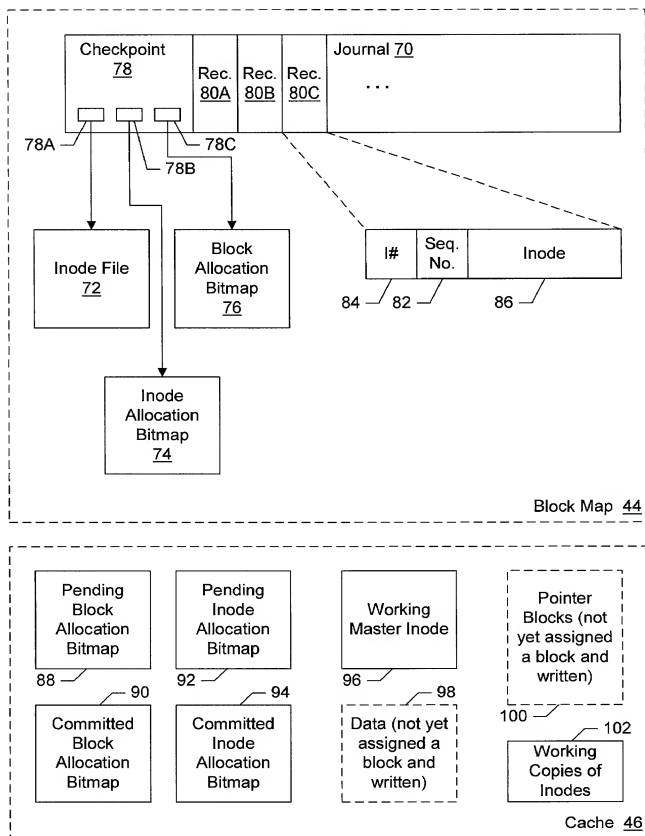 Checkpoint
78
Rec.
80A
Rec.
80B
Rec.
80C
Journal 70
...
78A
78B
78C
Inode File
72
Block
Allocation
Bitmap
76
Inode
Allocation
Bitmap
74
I#
Seq.
No.
Inode
84
82
86
Block Map 44
Pending
Block
Allocation
Bitmap
88
Pending
Inode
Allocation
Bitmap
92
Working
Master Inode
96
Pointer
Blocks (not
yet assigned
a block and
written)
100
90
Committed
Block
Allocation
Bitmap
94
Committed
Inode
Allocation
Bitmap
98
Data (not yet
assigned a
block and
written)
102
Working
Copies of
Inodes
Cache 46